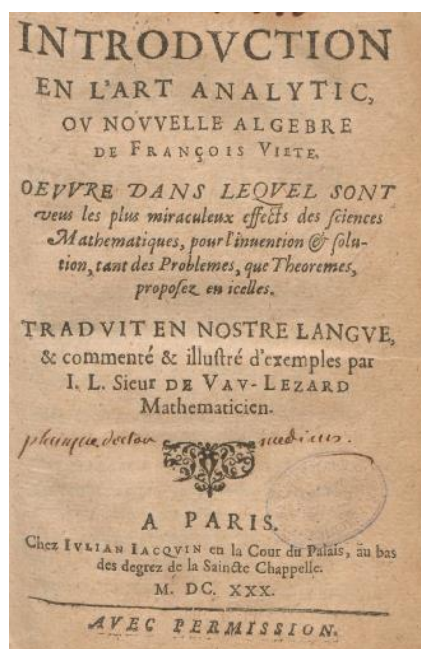 INTRODVCTION
EN L'ART ANALYTIC,
OV NOVVELLE ALGEBRE
DE FRANÇOIS VIETE.
OEVVRE DANS LEQVEL SONT
veus les plus miraculeux effects des sciences
Mathematiques, pour l'inuention & solu-
tion, tant des Problemes, que Theoremes,
proposez en icelles.
TRADVIT EN NOSTRE LANGVE,
& commenté & illustré d'exemples par
I. L. Sieur DE VAV-LEZARD
Mathematicien.
doctor medicus.
A PARIS.
Chez IVLIAN IACQVIN en la Cour du Palais, au bas
des degrez de la Saincte Chappelle.
M. DC. XXX.
AVEC PERMISSION.